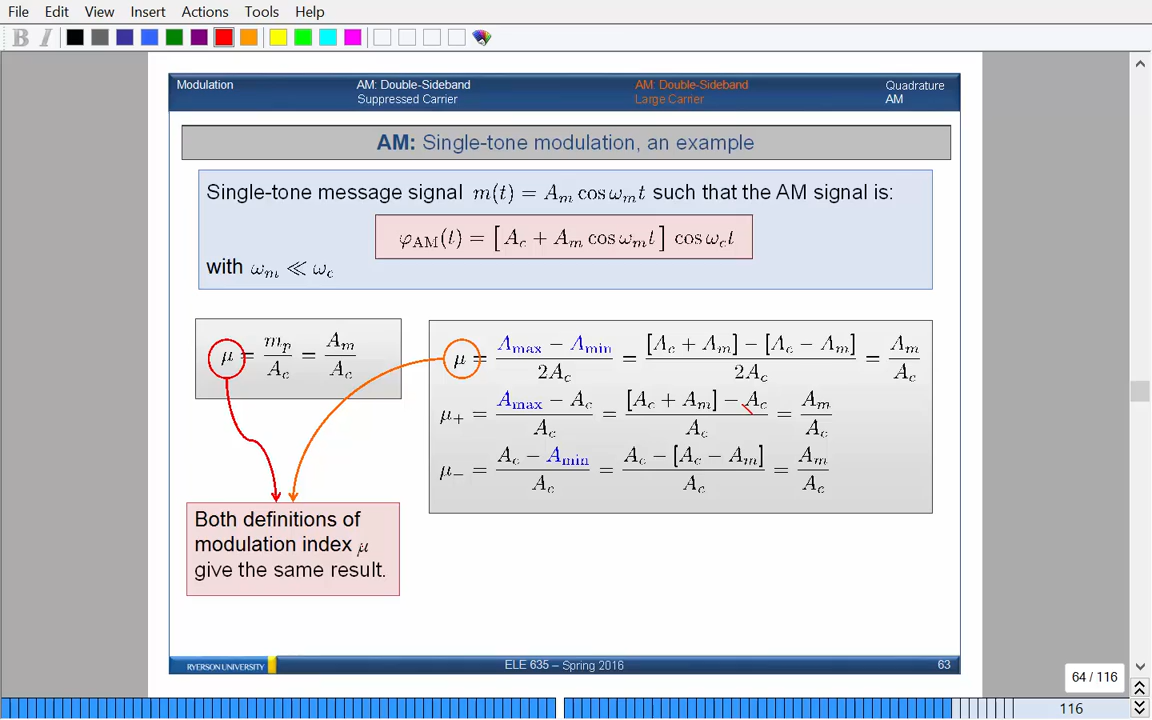 File Edit View Insert Actions Tools Help
B I
Modulation
AM: Double-Sideband
Suppressed Carrier
AM: Double-Sideband
Large Carrier
Quadrature
AM
AM: Single-tone modulation, an example
Single-tone message signal m(t) = A_m cos ω_m t such that the AM signal is:
φ_AM(t) = [ A_c + A_m cos ω_m t ] cos ω_c t
with ω_m ≪ ω_c
μ = m_p / A_c = A_m / A_c
μ = (A_max − A_min) / 2A_c = ([A_c + A_m] − [A_c − A_m]) / 2A_c = A_m / A_c
μ_+ = (A_max − A_c) / A_c = ([A_c + A_m] − A_c) / A_c = A_m / A_c
μ_− = (A_c − A_min) / A_c = (A_c − [A_c − A_m]) / A_c = A_m / A_c
Both definitions of
modulation index μ
give the same result.
RYERSON UNIVERSITY
ELE 635 – Spring 2016
63
64 / 116
116